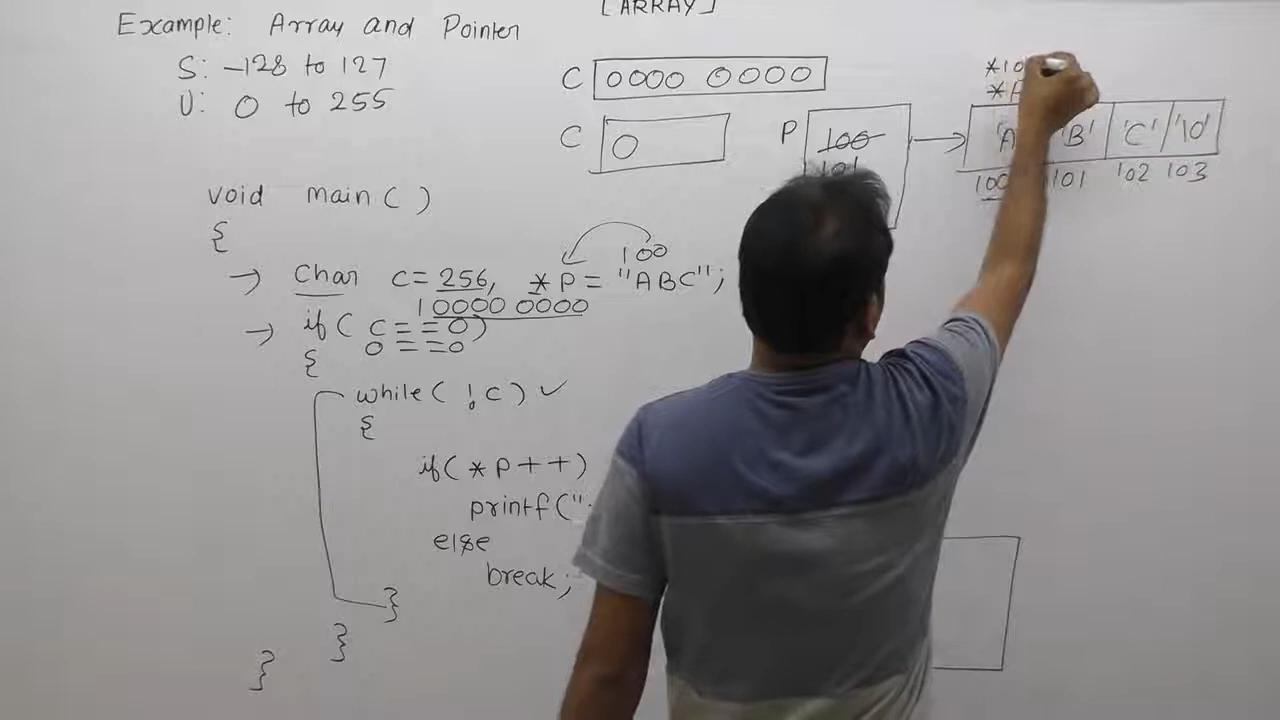 [ARRAY]
Example: Array and Pointer
S: -128 to 127
U: 0 to 255
C 0000 0000
C 0
P 100
101
*10
*P
'A 'B' 'C' '\0'
100 101 102 103
void main( )
{
100
→ Char C= 256, *P = "ABC";
10000 0000
→ if( C==0)
0==0
{
while( !C) ✓
{
if( *P++)
printf("
else
break;
}
}
}